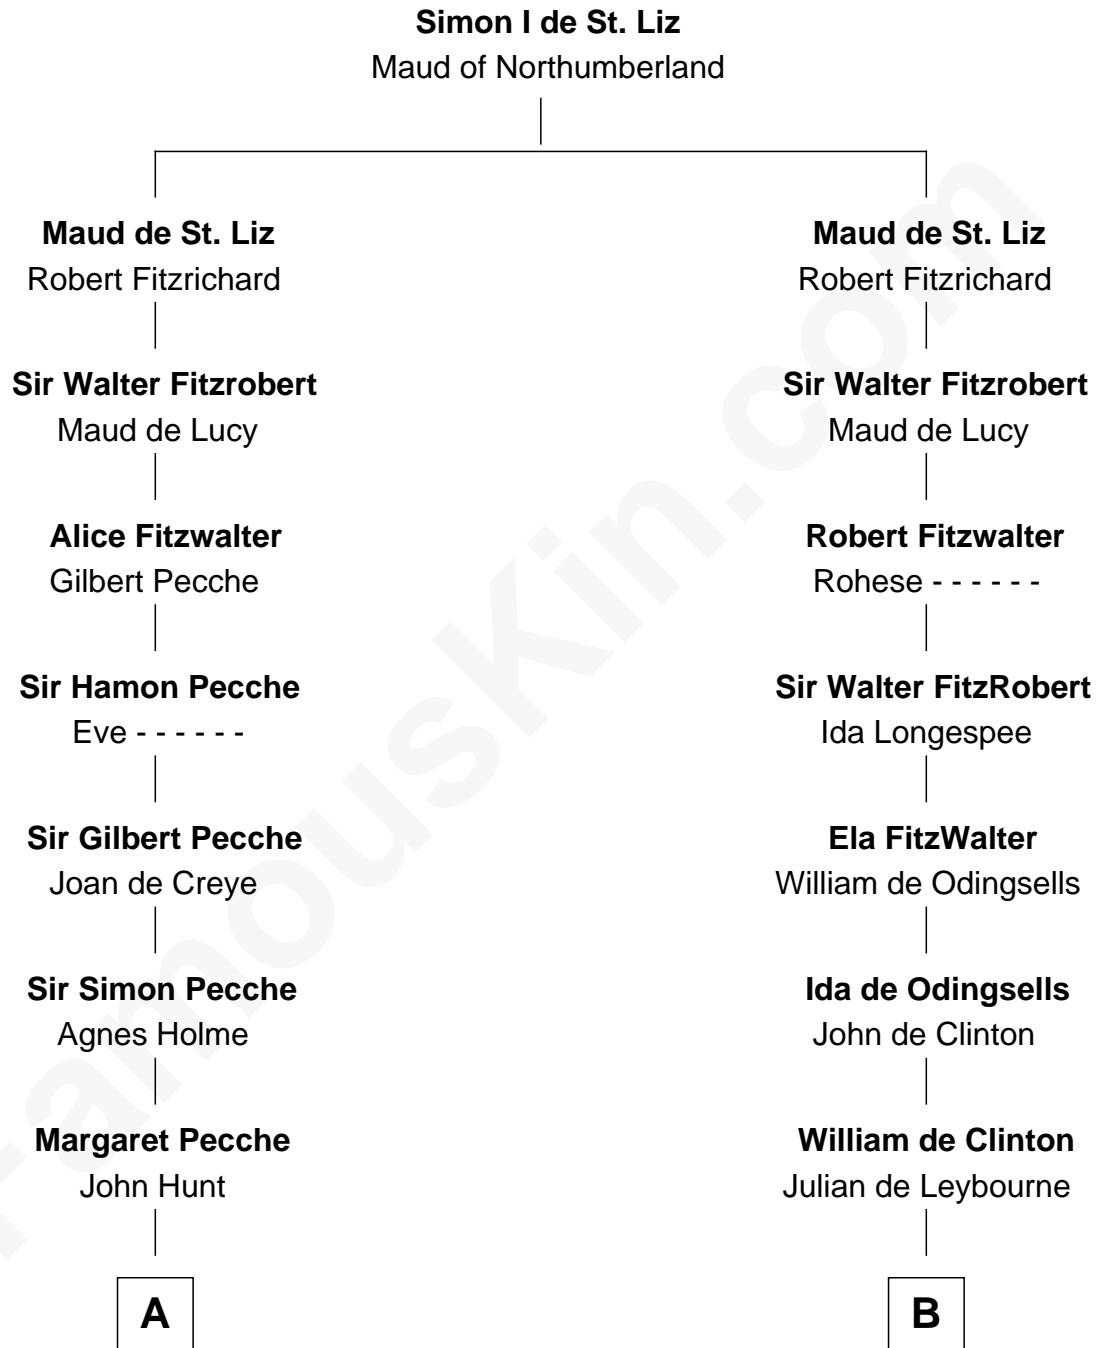 Simon I de St. Liz
Maud of Northumberland
Maud de St. Liz
Robert Fitzrichard
Maud de St. Liz
Robert Fitzrichard
Sir Walter Fitzrobert
Maud de Lucy
Sir Walter Fitzrobert
Maud de Lucy
Alice Fitzwalter
Gilbert Pecche
Robert Fitzwalter
Rohese - - - - - -
Sir Hamon Pecche
Eve - - - - - -
Sir Walter FitzRobert
Ida Longespee
Sir Gilbert Pecche
Joan de Creye
Ela FitzWalter
William de Odingsells
Sir Simon Pecche
Agnes Holme
Ida de Odingsells
John de Clinton
Margaret Pecche
John Hunt
William de Clinton
Julian de Leybourne
A
B
FamousKin.com